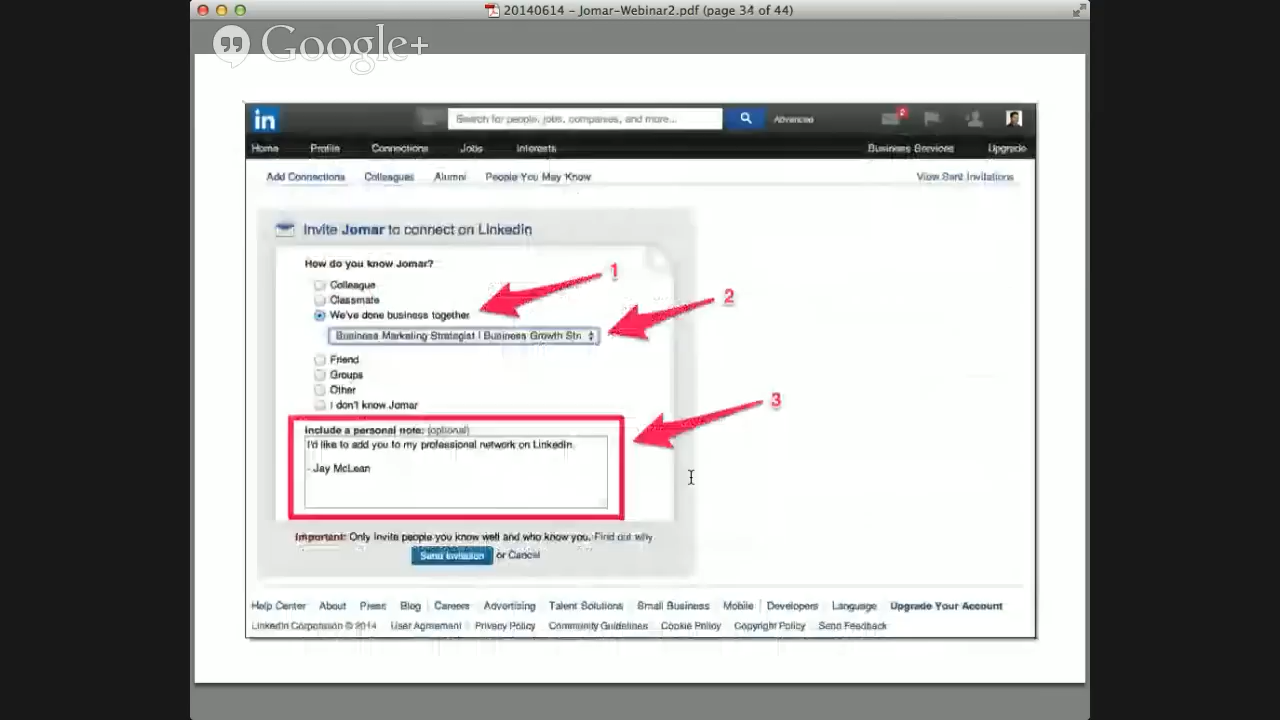 20140614 – Jomar-Webinar2.pdf (page 34 of 44)
Google+
in Search for people, jobs, companies, and more... Advanced
Home Profile Connections Jobs Interests Business Services Upgrade
Add Connections Colleagues Alumni People You May Know View Sent Invitations
Invite Jomar to connect on LinkedIn
How do you know Jomar?
1
Colleague
Classmate
2
We've done business together
Business Marketing Strategist | Business Growth Str
Friend
Groups
Other
I don't know Jomar
3
Include a personal note: (optional)
I'd like to add you to my professional network on LinkedIn.
- Jay McLean
Important: Only invite people you know well and who know you. Find out why
Send Invitation or Cancel
Help Center About Press Blog Careers Advertising Talent Solutions Small Business Mobile Developers Language Upgrade Your Account
LinkedIn Corporation © 2014 User Agreement Privacy Policy Community Guidelines Cookie Policy Copyright Policy Send Feedback